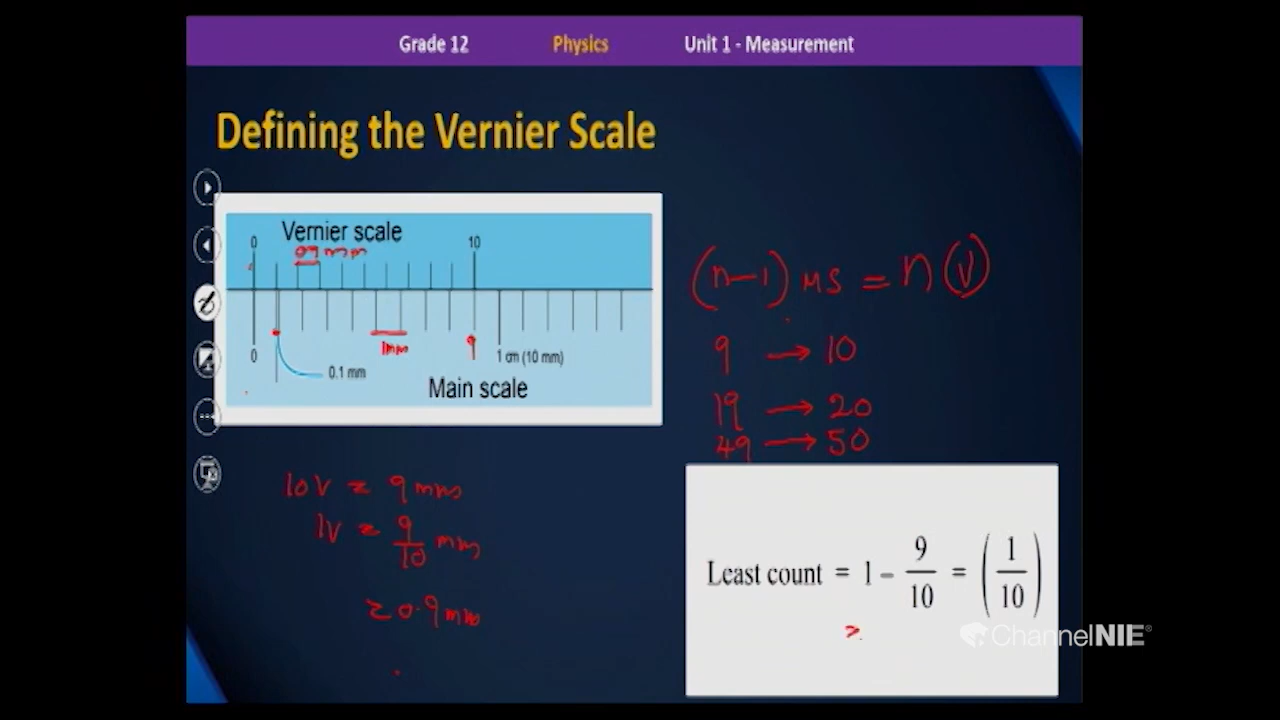 Grade 12 Physics Unit 1 - Measurement
Defining the Vernier Scale
Vernier scale
0.9 mm
0 10
1mm
9
0 1 cm (10 mm)
0.1 mm
Main scale
(n-1) MS = n (V)
9 → 10
19 → 20
49 → 50
10V = 9 mm
1V = 9/10 mm
= 0.9 mm
Least count = 1 - 9/10 = (1/10)
ChannelNIE®